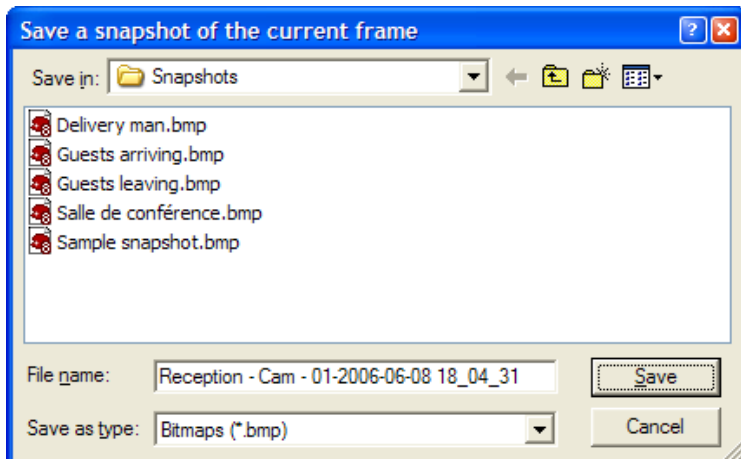 Save a snapshot of the current frame
Save in: Snapshots
Delivery man.bmp
Guests arriving.bmp
Guests leaving.bmp
Salle de conférence.bmp
Sample snapshot.bmp
File name: Reception - Cam - 01-2006-06-08 18_04_31 Save
Save as type: Bitmaps (*.bmp) Cancel